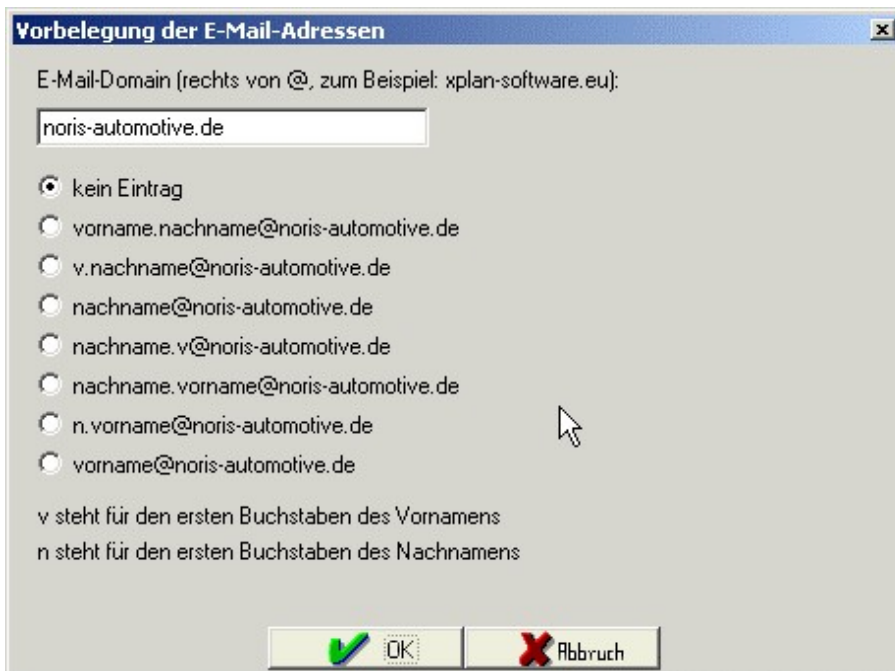 Vorbelegung der E-Mail-Adressen
E-Mail-Domain (rechts von @, zum Beispiel: xplan-software.eu):
noris-automotive.de
kein Eintrag
vorname.nachname@noris-automotive.de
v.nachname@noris-automotive.de
nachname@noris-automotive.de
nachname.v@noris-automotive.de
nachname.vorname@noris-automotive.de
n.vorname@noris-automotive.de
vorname@noris-automotive.de
v steht für den ersten Buchstaben des Vornamens
n steht für den ersten Buchstaben des Nachnamens
OK Abbruch